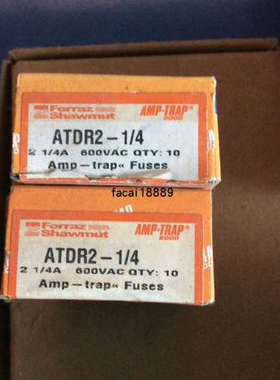 Ferraz Shawmut AMP-TRAP® 2000
ATDR2-1/4
2 1/4A 600VAC QTY: 10
Amp-trap« Fuses
facai18889
Ferraz Shawmut AMP-TRAP® 2000
ATDR2-1/4
2 1/4A 600VAC QTY: 10
Amp-trap« Fuses